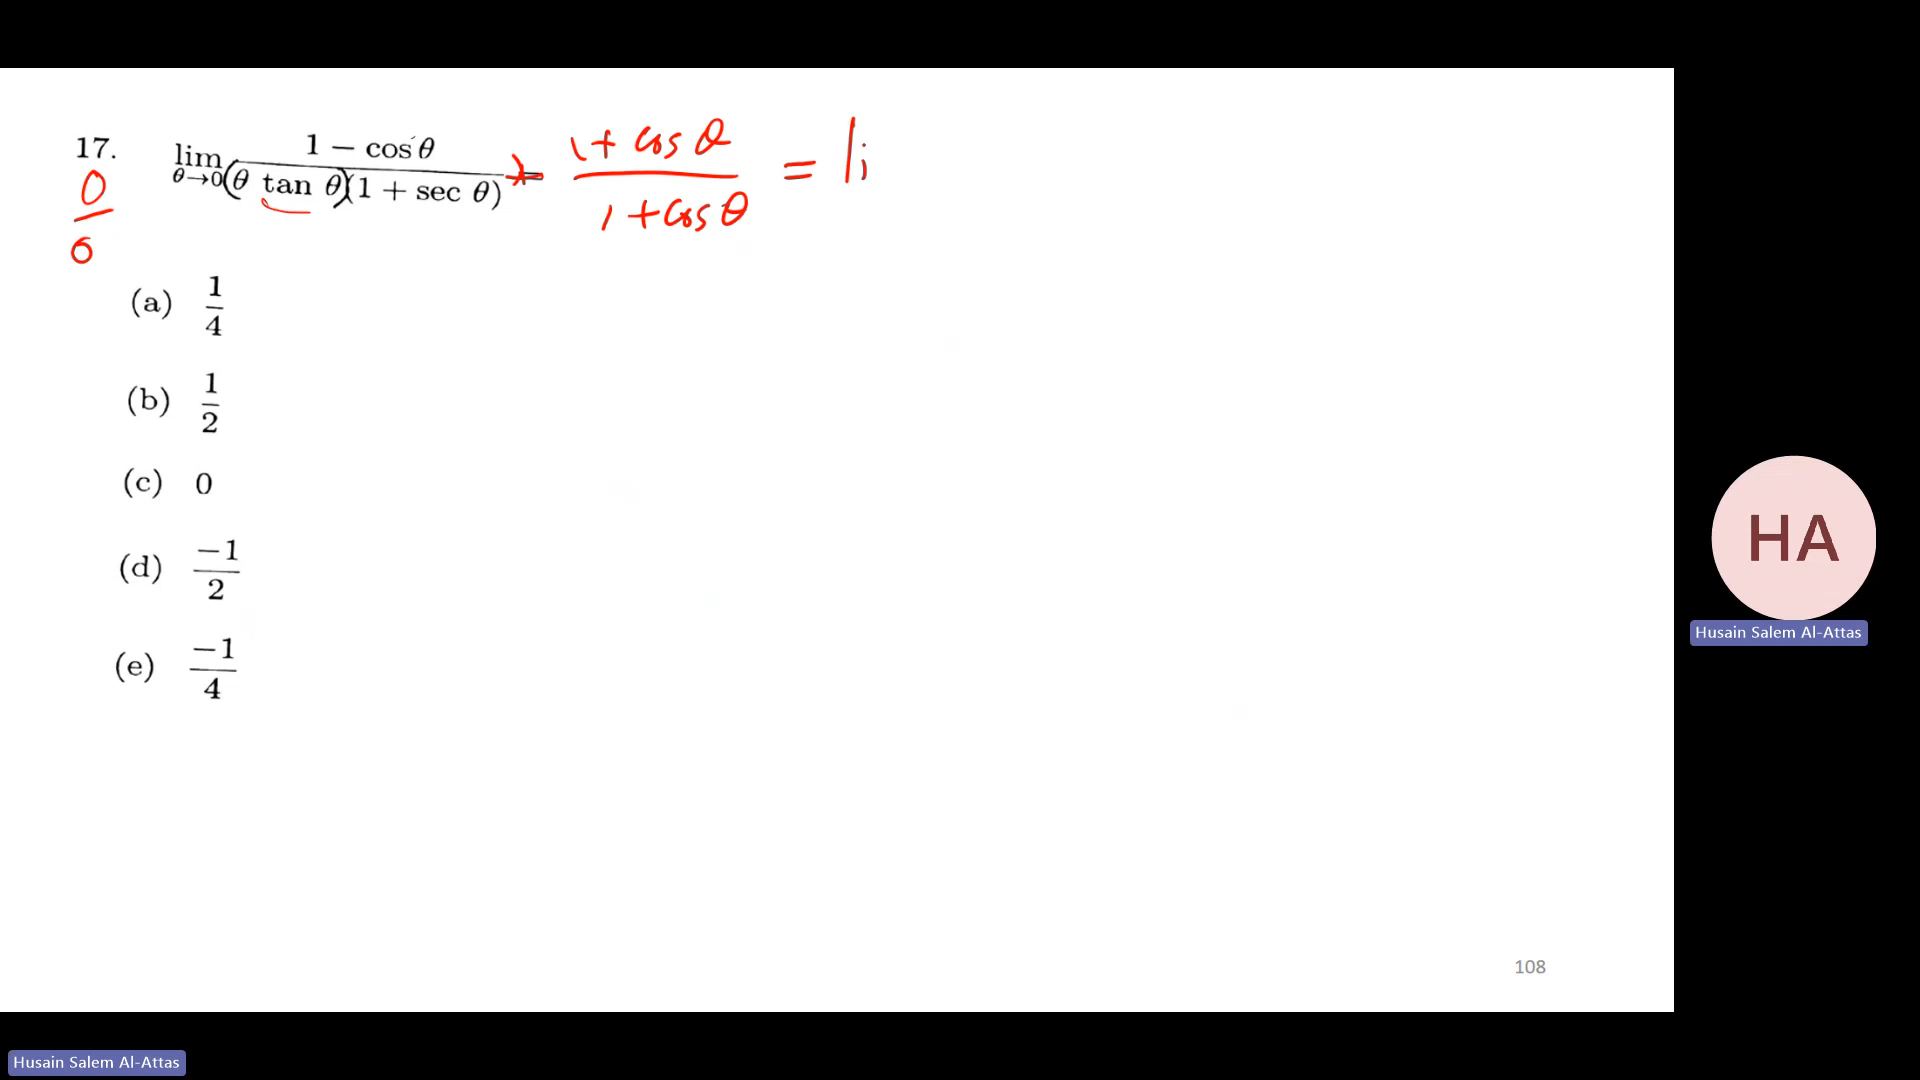 17. lim θ→0 1 − cos θ / (θ tan θ)(1 + sec θ) × 1 + cos θ / 1 + cos θ = li
0
0
(a) 1/4
(b) 1/2
(c) 0
(d) −1/2
(e) −1/4
HA
Husain Salem Al-Attas
108
Husain Salem Al-Attas